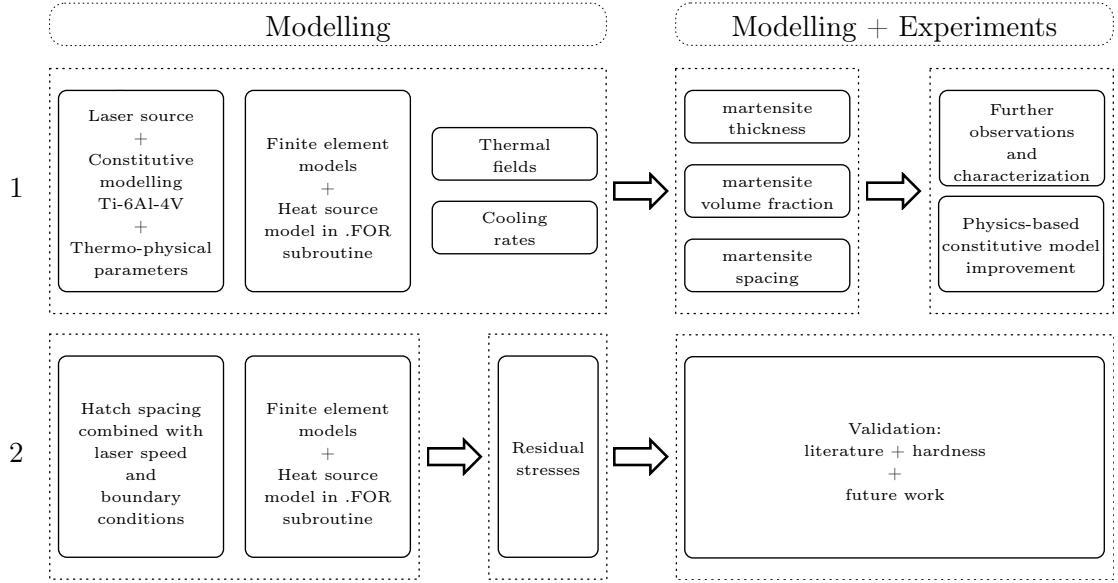 Modelling
Modelling + Experiments
1
Laser source
+
Constitutive
modelling
Ti-6Al-4V
+
Thermo-physical
parameters
Finite element
models
+
Heat source
model in .FOR
subroutine
Thermal
fields
Cooling
rates
martensite
thickness
martensite
volume fraction
martensite
spacing
Further
observations
and
characterization
Physics-based
constitutive model
improvement
2
Hatch spacing
combined with
laser speed
and
boundary
conditions
Finite element
models
+
Heat source
model in .FOR
subroutine
Residual
stresses
Validation:
literature + hardness
+
future work